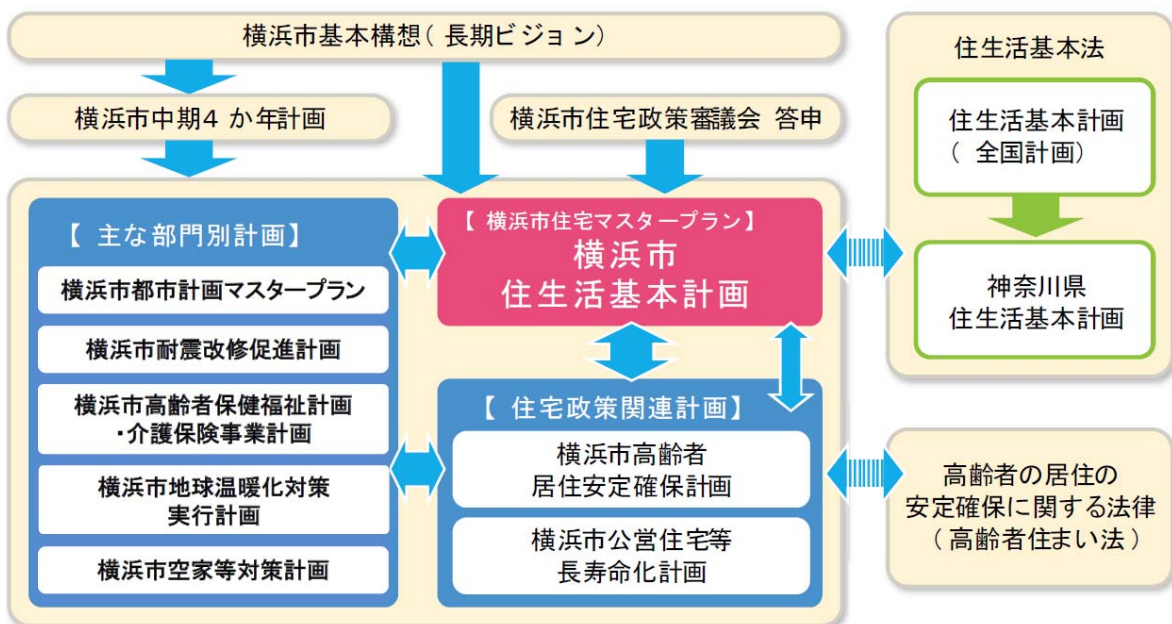 横浜市基本構想(長期ビジョン)
横浜市中期4か年計画
横浜市住宅政策審議会 答申
【主な部門別計画】
横浜市都市計画マスタープラン
横浜市耐震改修促進計画
横浜市高齢者保健福祉計画
・介護保険事業計画
横浜市地球温暖化対策
実行計画
横浜市空家等対策計画
【横浜市住宅マスタープラン】
横浜市
住生活基本計画
【住宅政策関連計画】
横浜市高齢者
居住安定確保計画
横浜市公営住宅等
長寿命化計画
住生活基本法
住生活基本計画
(全国計画)
神奈川県
住生活基本計画
高齢者の居住の
安定確保に関する法律
(高齢者住まい法)